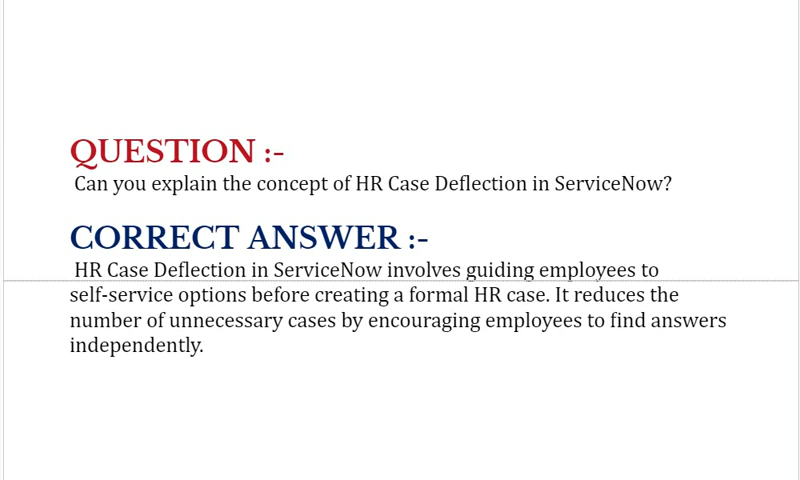 QUESTION :-
Can you explain the concept of HR Case Deflection in ServiceNow?
CORRECT ANSWER :-
HR Case Deflection in ServiceNow involves guiding employees to
self-service options before creating a formal HR case. It reduces the
number of unnecessary cases by encouraging employees to find answers
independently.